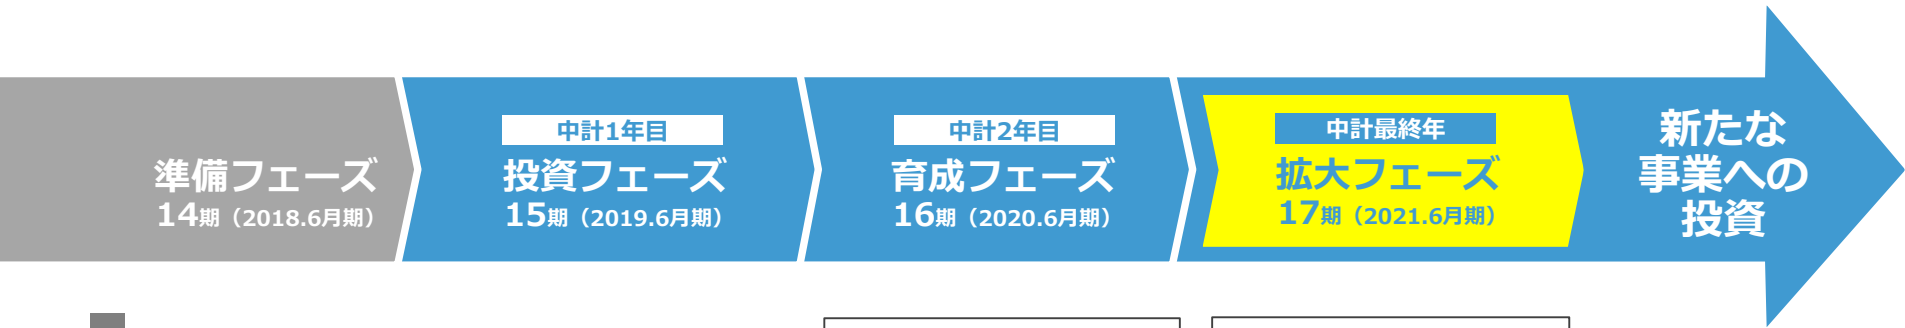 準備フェーズ
14期（2018.6月期）
中計1年目
投資フェーズ
15期（2019.6月期）
中計2年目
育成フェーズ
16期（2020.6月期）
中計最終年
拡大フェーズ
17期（2021.6月期）
新たな
事業への
投資